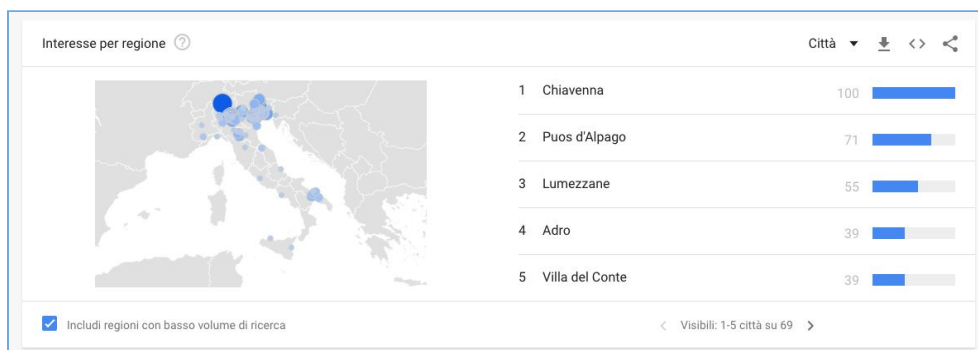 Interesse per regione ?
Città
1 Chiavenna 100
2 Puos d'Alpago 71
3 Lumezzane 55
4 Adro 39
5 Villa del Conte 39
Includi regioni con basso volume di ricerca
Visibili: 1-5 città su 69